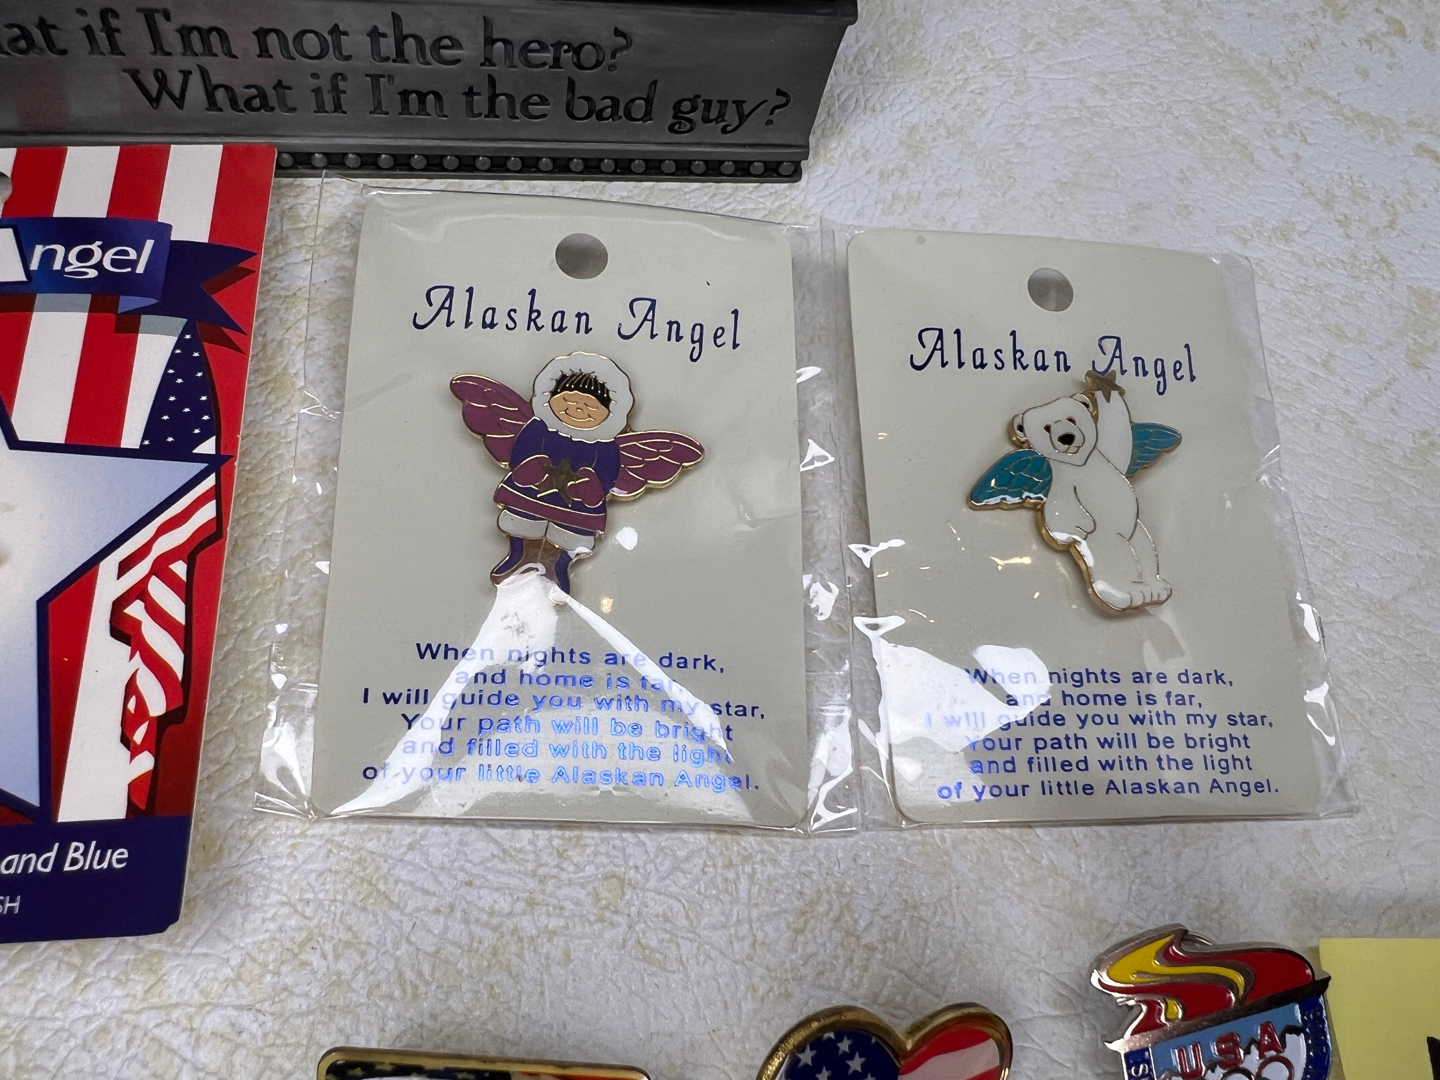 if I'm not the hero?
What if I'm the bad guy?
Angel
and Blue
Alaskan Angel
When nights are dark,
and home is far,
I will guide you with my star,
Your path will be bright
and filled with the light
of your little Alaskan Angel.
Alaskan Angel
When nights are dark,
and home is far,
I will guide you with my star,
Your path will be bright
and filled with the light
of your little Alaskan Angel.
USA